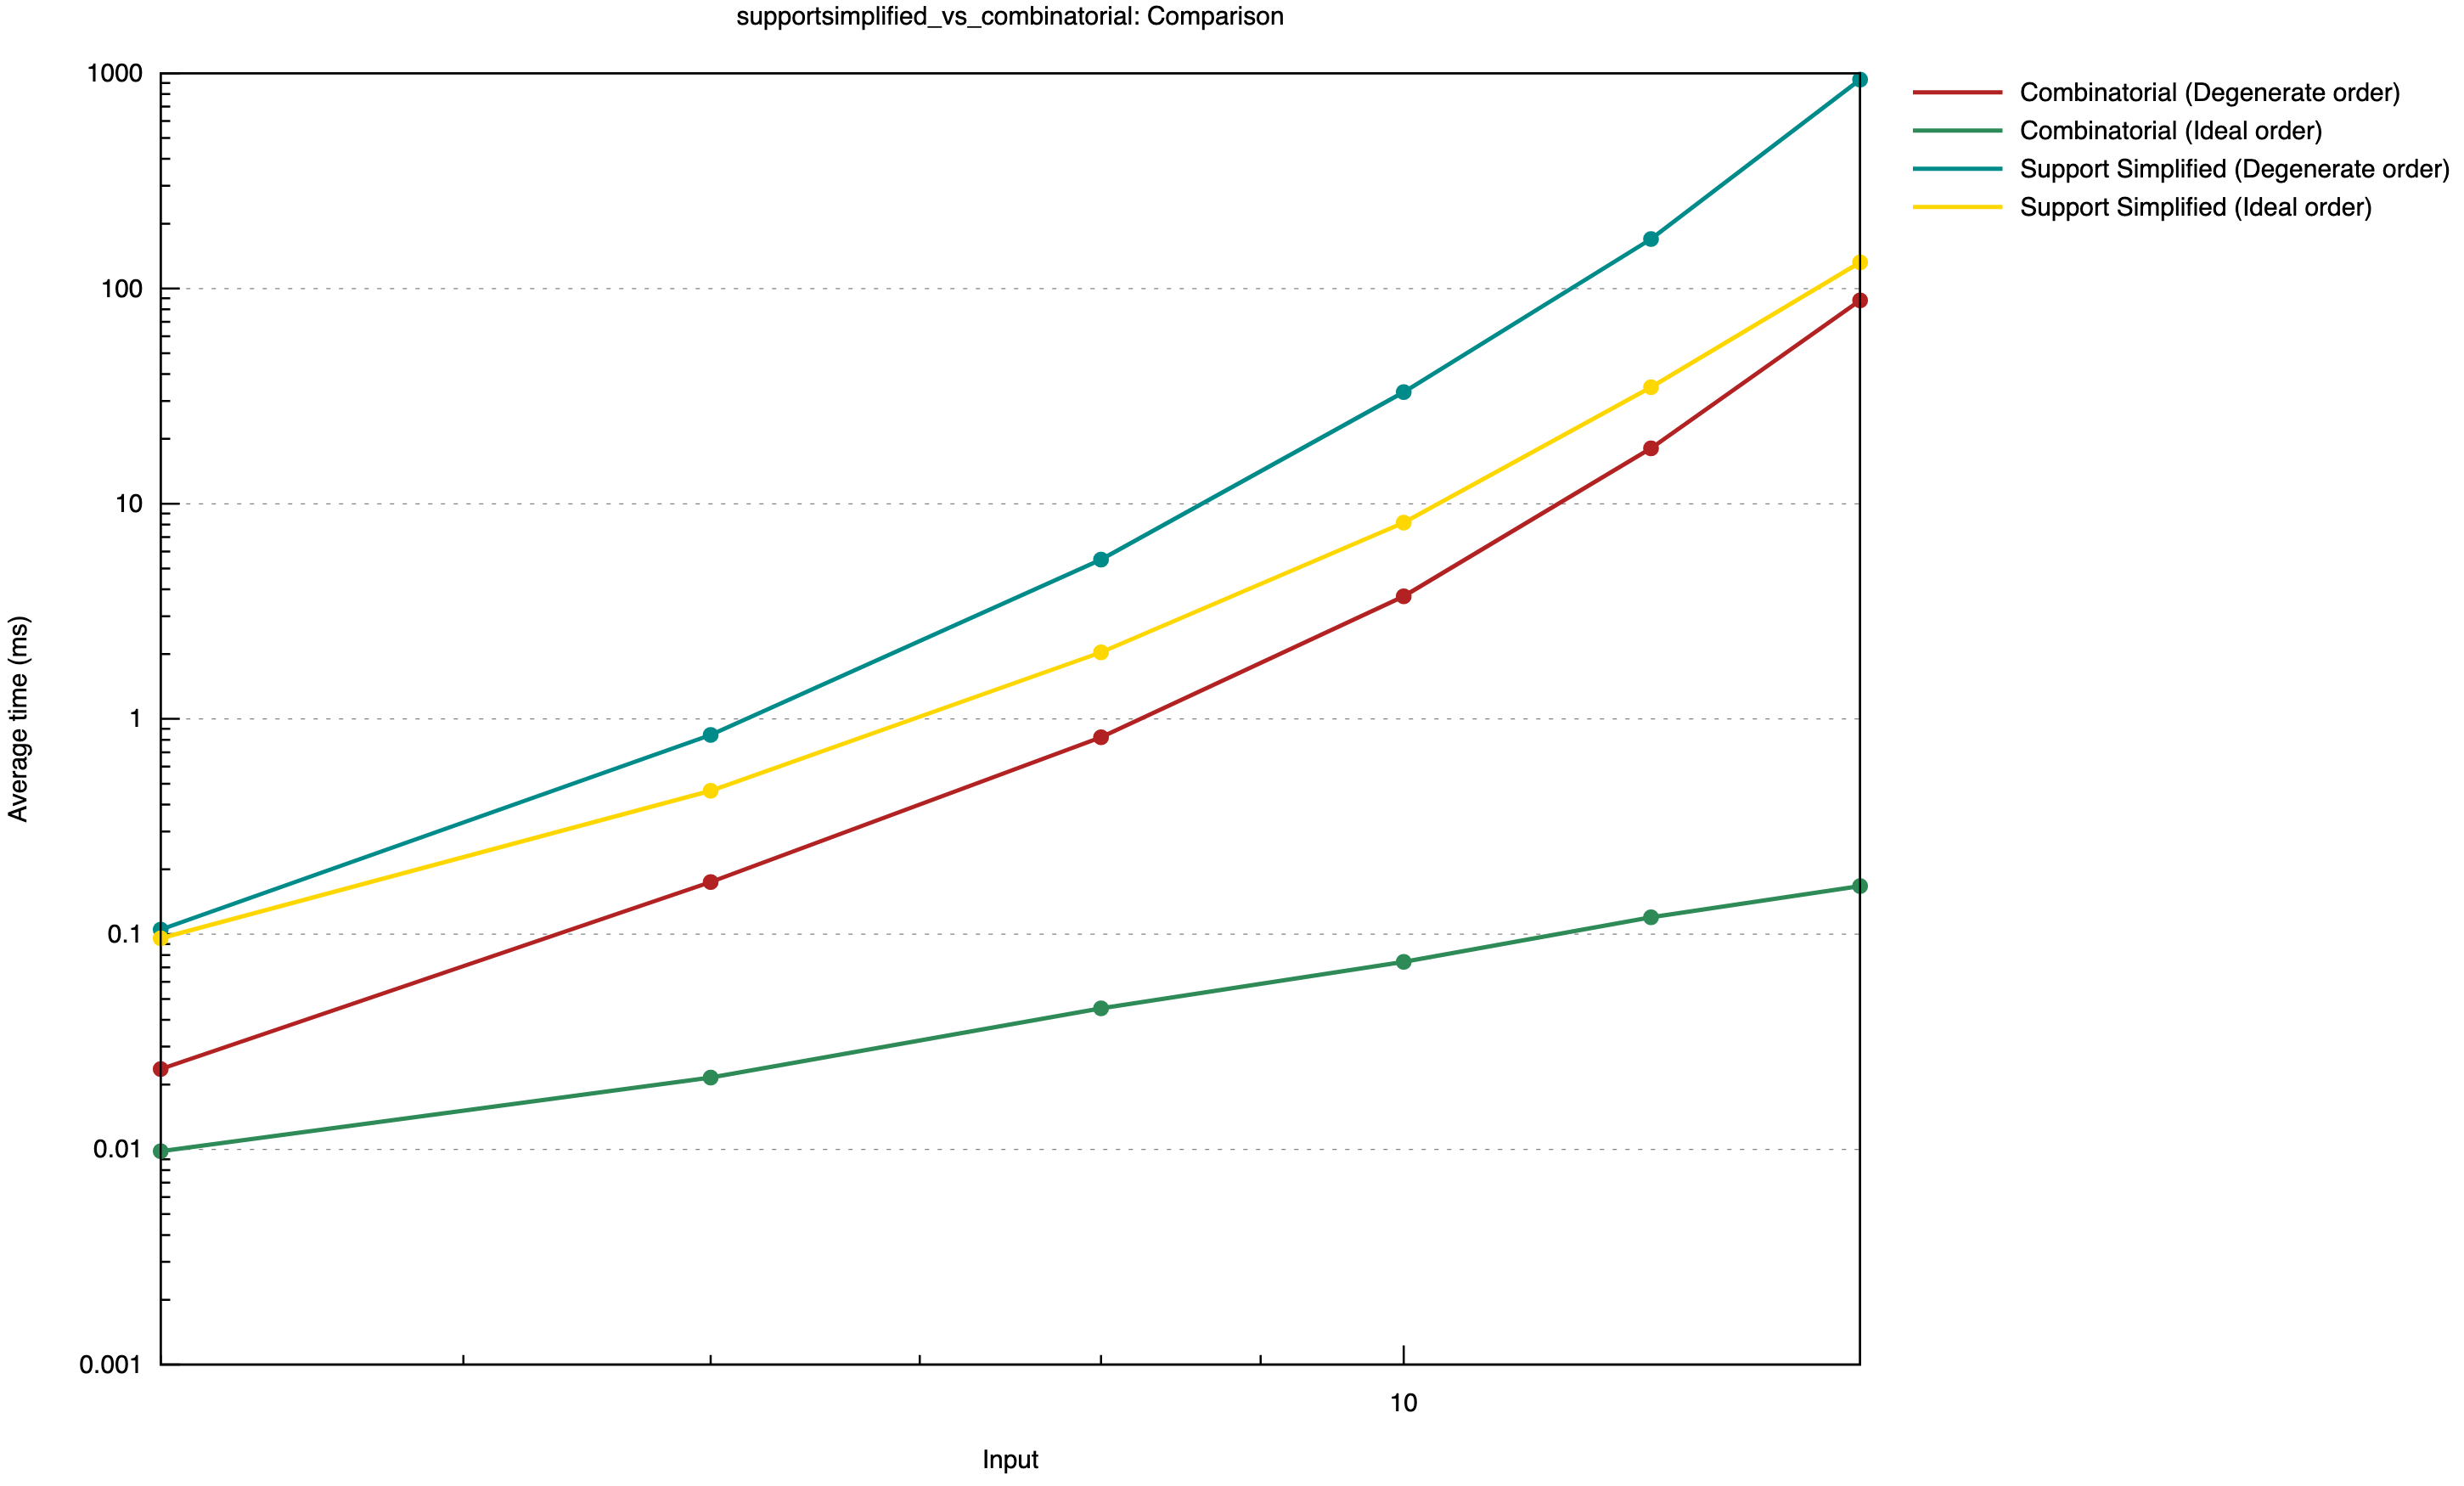 supportsimplified_vs_combinatorial: Comparison
1000
100
10
1
0.1
0.01
0.001
Average time (ms)
10
Input
Combinatorial (Degenerate order)
Combinatorial (Ideal order)
Support Simplified (Degenerate order)
Support Simplified (Ideal order)